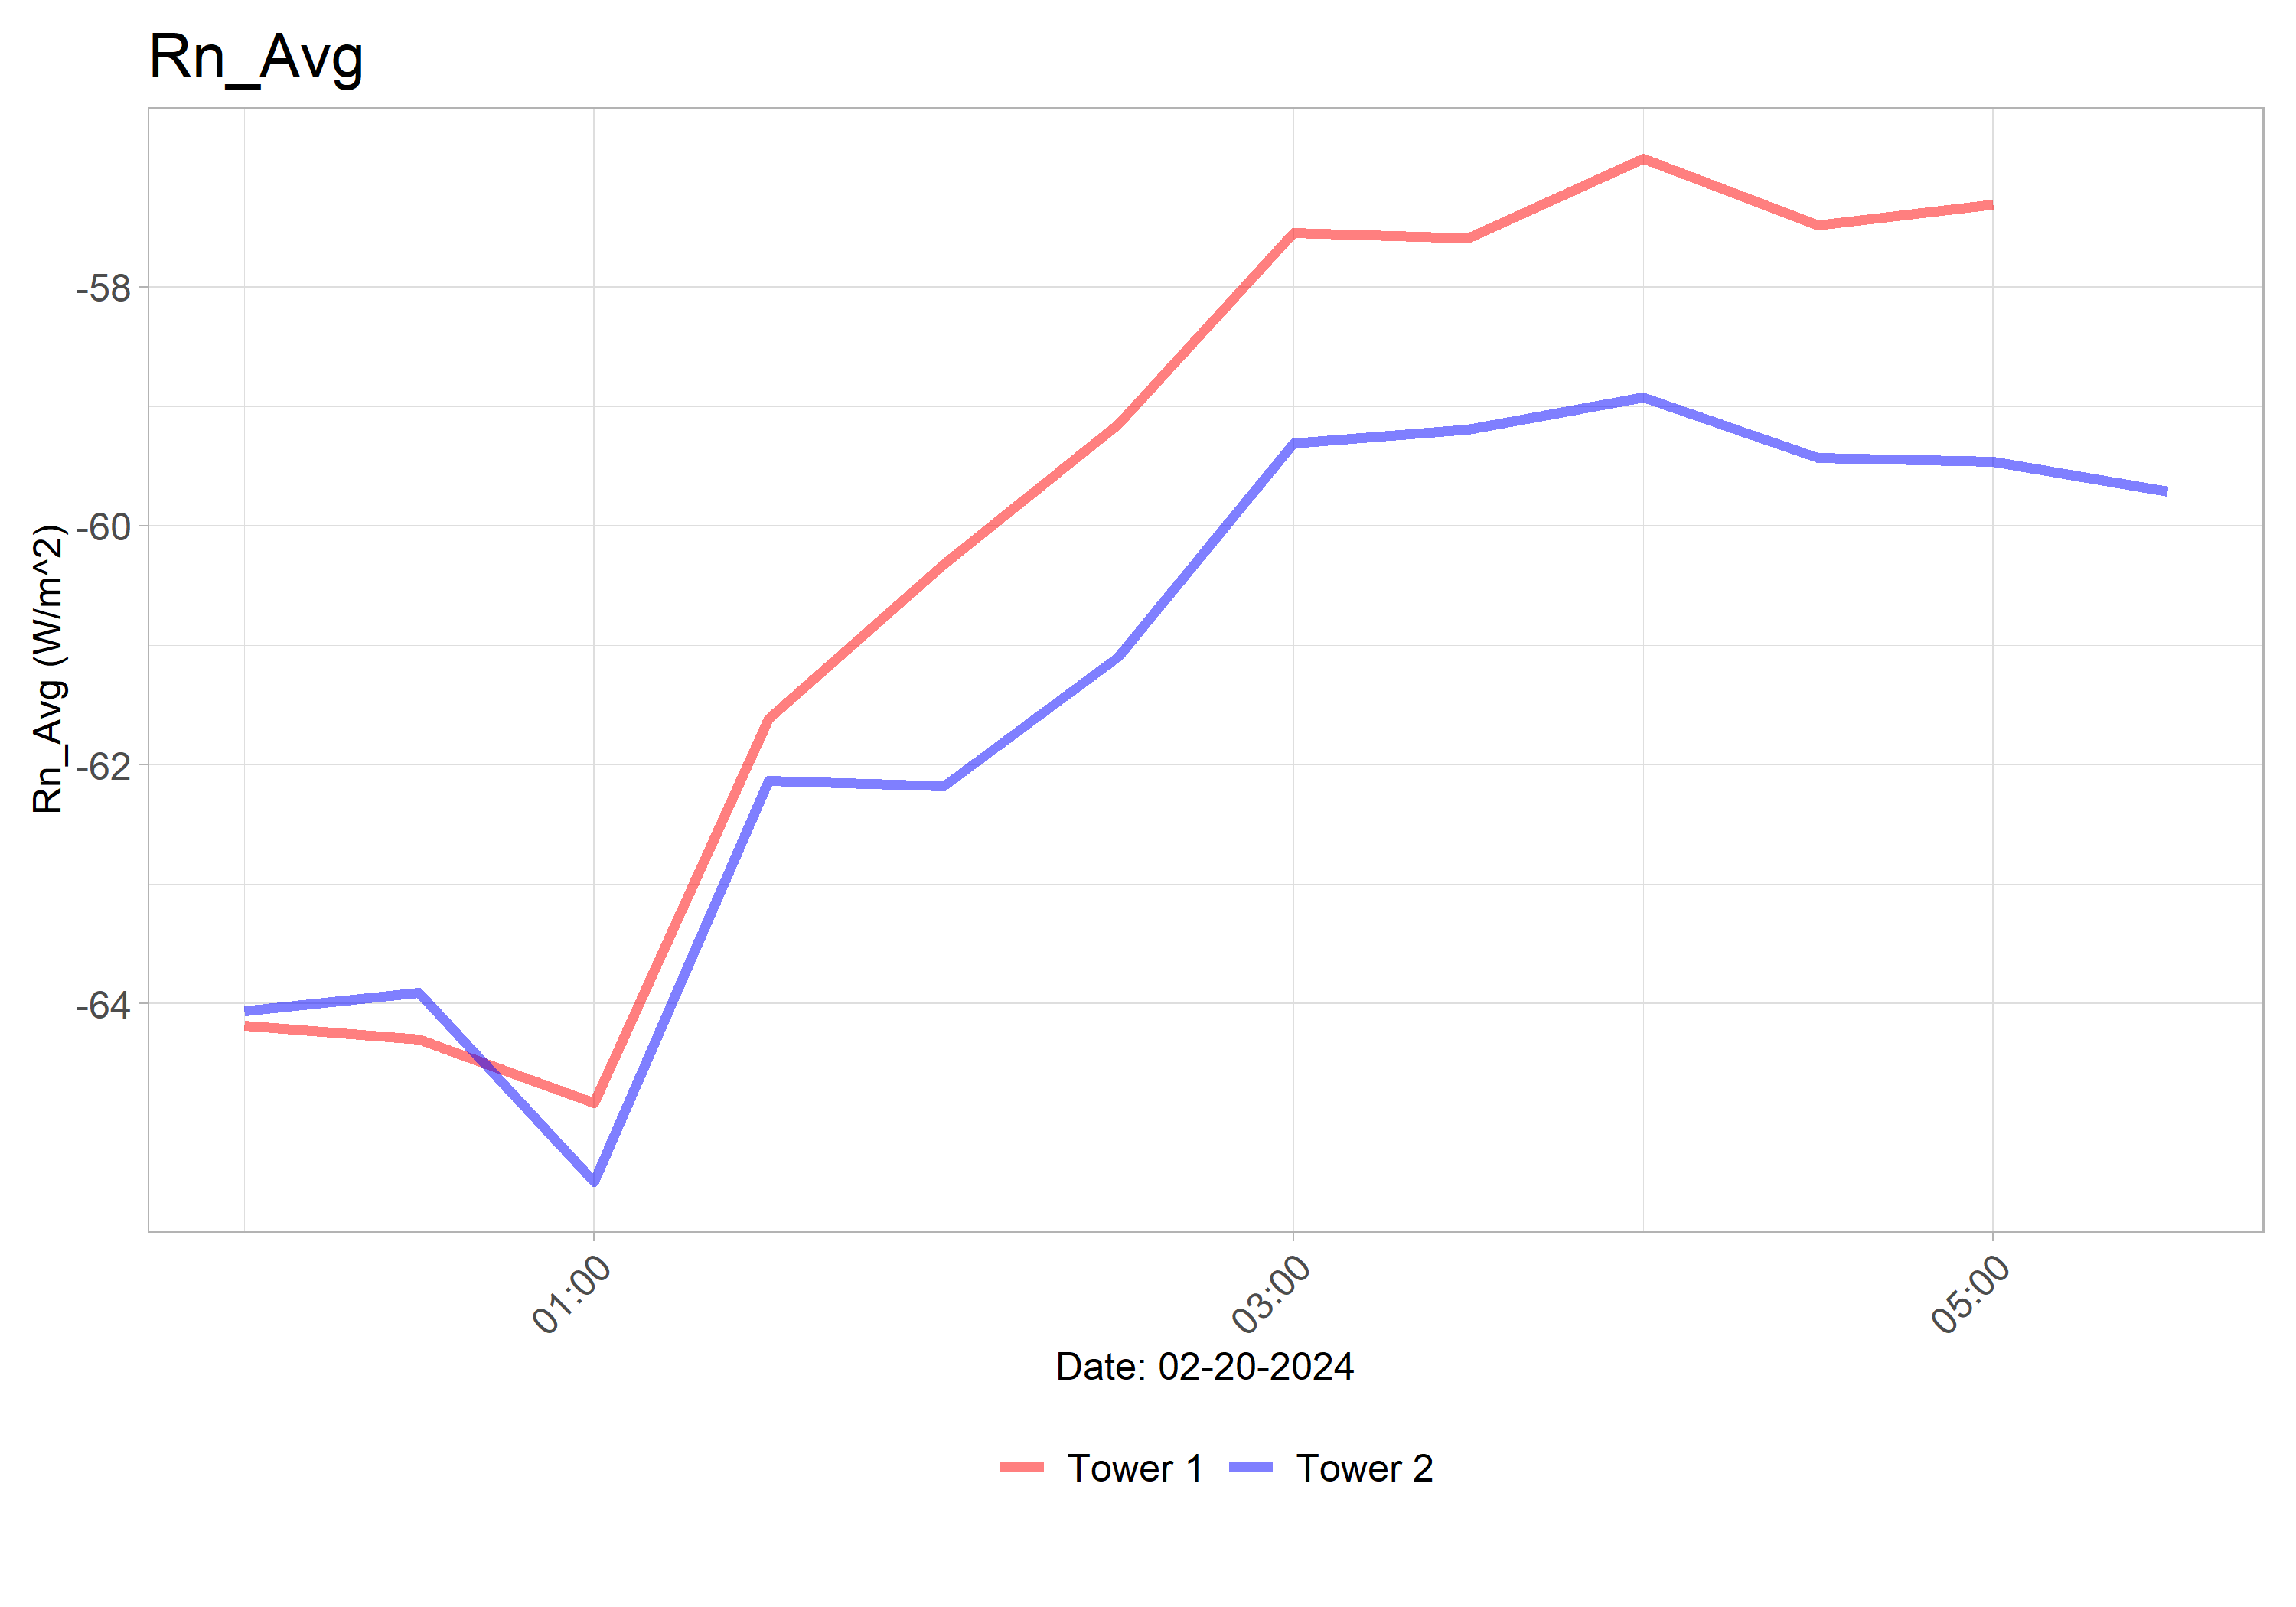 Rn_Avg
Rn_Avg (W/m^2)
-58
-60
-62
-64
01:00
03:00
05:00
Date: 02-20-2024
Tower 1
Tower 2